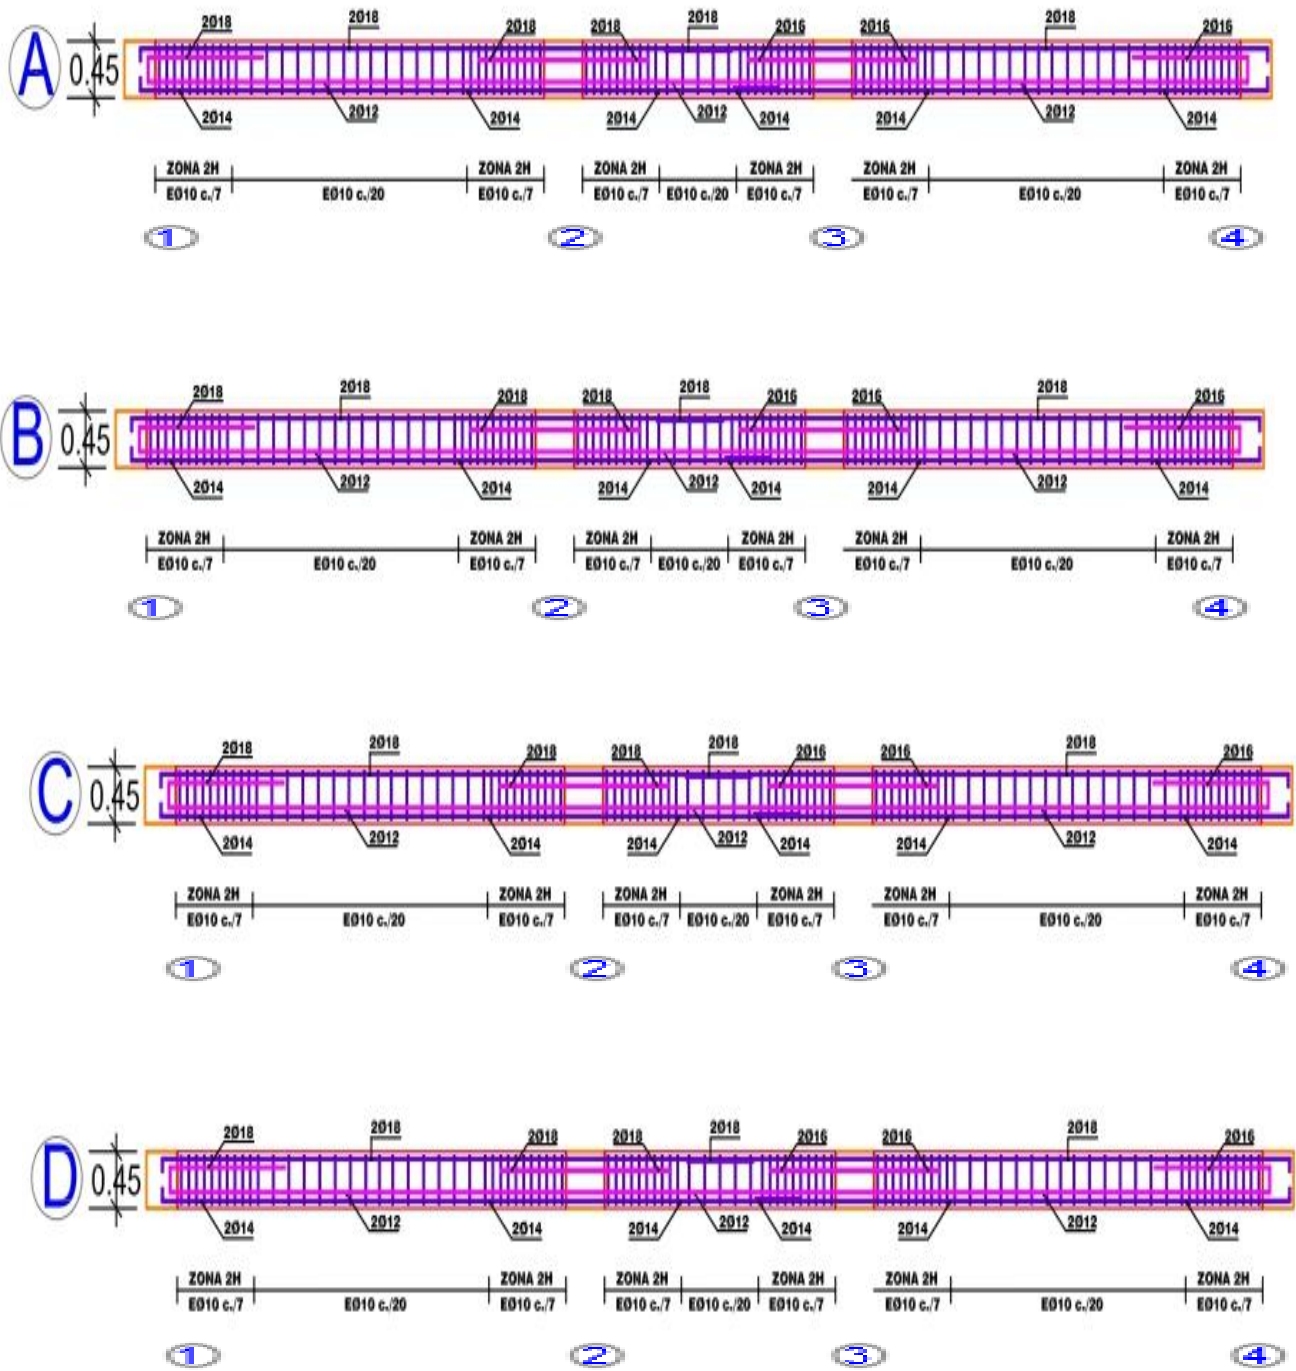 2Ø18 2Ø18 2Ø18 2Ø18 2Ø18 2Ø16 2Ø16 2Ø18 2Ø16
A 0.45
2Ø14 2Ø12 2Ø14 2Ø14 2Ø12 2Ø14 2Ø14 2Ø12 2Ø14
ZONA 2H ZONA 2H ZONA 2H ZONA 2H ZONA 2H ZONA 2H
EØ10 c./7 EØ10 c./20 EØ10 c./7 EØ10 c./7 EØ10 c./20 EØ10 c./7 EØ10 c./7 EØ10 c./20 EØ10 c./7
1 2 3 4
2Ø18 2Ø18 2Ø18 2Ø18 2Ø18 2Ø16 2Ø16 2Ø18 2Ø16
B 0.45
2Ø14 2Ø12 2Ø14 2Ø14 2Ø12 2Ø14 2Ø14 2Ø12 2Ø14
ZONA 2H ZONA 2H ZONA 2H ZONA 2H ZONA 2H ZONA 2H
EØ10 c./7 EØ10 c./20 EØ10 c./7 EØ10 c./7 EØ10 c./20 EØ10 c./7 EØ10 c./7 EØ10 c./20 EØ10 c./7
1 2 3 4
2Ø18 2Ø18 2Ø18 2Ø18 2Ø18 2Ø16 2Ø16 2Ø18 2Ø16
C 0.45
2Ø14 2Ø12 2Ø14 2Ø14 2Ø12 2Ø14 2Ø14 2Ø12 2Ø14
ZONA 2H ZONA 2H ZONA 2H ZONA 2H ZONA 2H ZONA 2H
EØ10 c./7 EØ10 c./20 EØ10 c./7 EØ10 c./7 EØ10 c./20 EØ10 c./7 EØ10 c./7 EØ10 c./20 EØ10 c./7
1 2 3 4
2Ø18 2Ø18 2Ø18 2Ø18 2Ø18 2Ø16 2Ø16 2Ø18 2Ø16
D 0.45
2Ø14 2Ø12 2Ø14 2Ø14 2Ø12 2Ø14 2Ø14 2Ø12 2Ø14
ZONA 2H ZONA 2H ZONA 2H ZONA 2H ZONA 2H ZONA 2H
EØ10 c./7 EØ10 c./20 EØ10 c./7 EØ10 c./7 EØ10 c./20 EØ10 c./7 EØ10 c./7 EØ10 c./20 EØ10 c./7
1 2 3 4